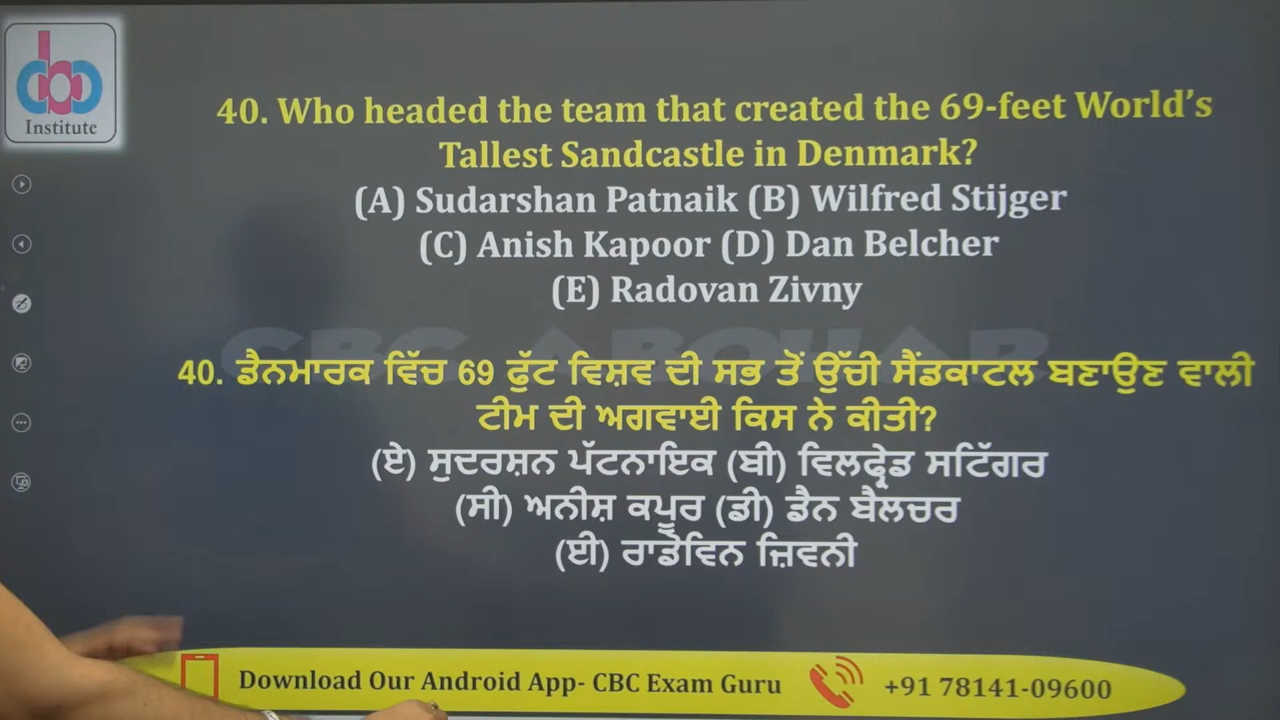 Institute
40. Who headed the team that created the 69-feet World's
Tallest Sandcastle in Denmark?
(A) Sudarshan Patnaik (B) Wilfred Stijger
(C) Anish Kapoor (D) Dan Belcher
(E) Radovan Zivny
CBC ABOHAR
40. ਡੈਨਮਾਰਕ ਵਿੱਚ 69 ਫੁੱਟ ਵਿਸ਼ਵ ਦੀ ਸਭ ਤੋਂ ਉੱਚੀ ਸੈਂਡਕਾਟਲ ਬਣਾਉਣ ਵਾਲੀ
ਟੀਮ ਦੀ ਅਗਵਾਈ ਕਿਸ ਨੇ ਕੀਤੀ?
(ਏ) ਸੁਦਰਸ਼ਨ ਪੱਟਨਾਇਕ (ਬੀ) ਵਿਲਫ੍ਰੇਡ ਸਟਿੱਗਰ
(ਸੀ) ਅਨੀਸ਼ ਕਪੂਰ (ਡੀ) ਡੈਨ ਬੈਲਚਰ
(ਈ) ਰਾਡੋਵਿਨ ਜ਼ਿਵਨੀ
Download Our Android App- CBC Exam Guru +91 78141-09600